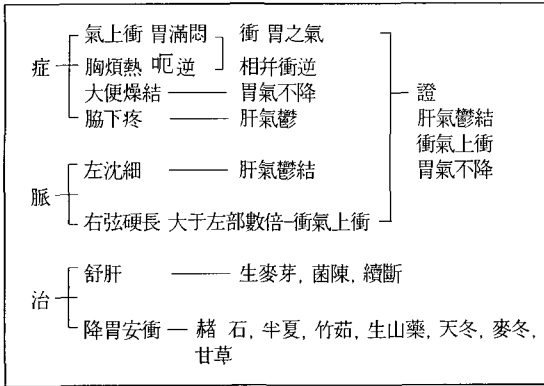 症
氣上衝 胃滿悶
胸煩熱 呃逆
衝 胃之氣
相幷衝逆
大便燥結 胃氣不降
脇下疼 肝氣鬱
脈
左沈細 肝氣鬱結
右弦硬長 大于左部數倍-衝氣上衝
證
肝氣鬱結
衝氣上衝
胃氣不降
治
舒肝 生麥芽, 菌陳, 續斷
降胃安衝 赭 石, 半夏, 竹茹, 生山藥, 天冬, 麥冬,
甘草